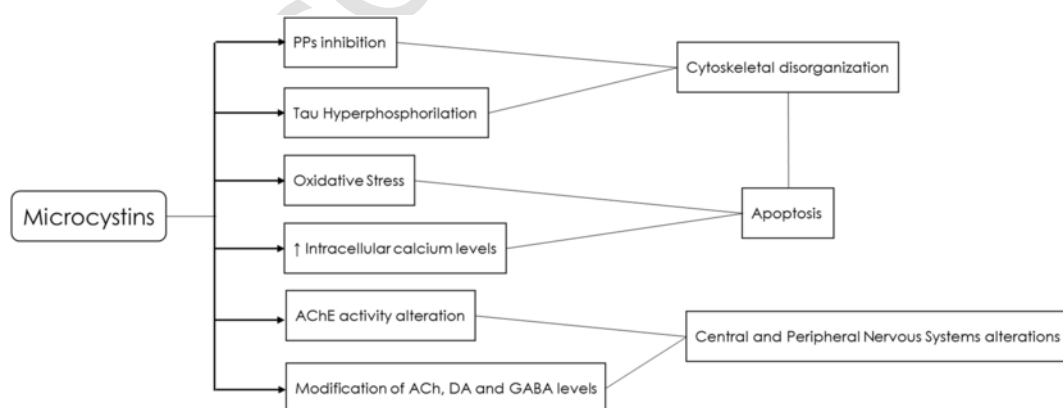 PPs inhibition
Cytoskeletal disorganization
Tau Hyperphosphorilation
Oxidative Stress
Microcystins
Apoptosis
↑ Intracellular calcium levels
AChE activity alteration
Central and Peripheral Nervous Systems alterations
Modification of ACh, DA and GABA levels